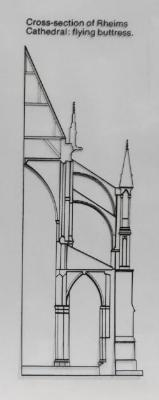 Cross-section of Rheims
Cathedral: flying buttress.